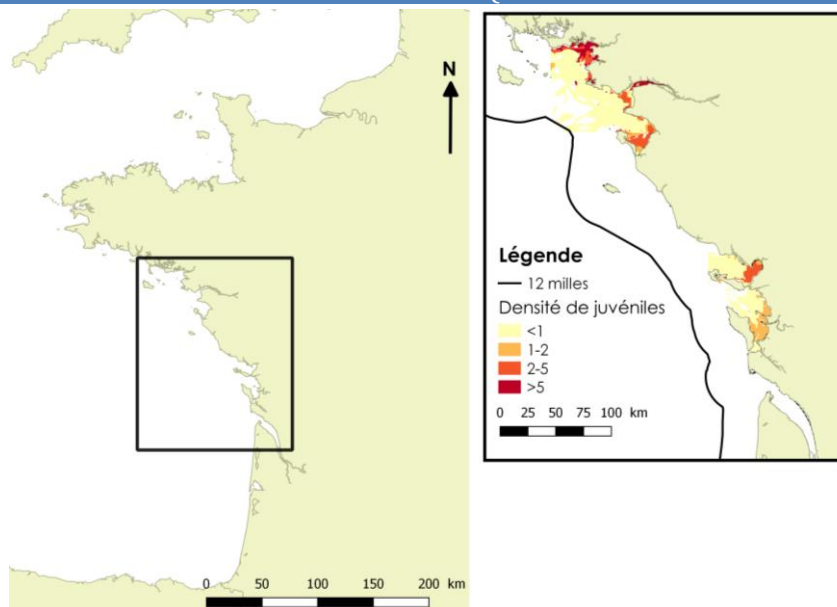 N
0 50 100 150 200 km
Légende
12 milles
Densité de juvéniles
<1
1-2
2-5
>5
0 25 50 75 100 km